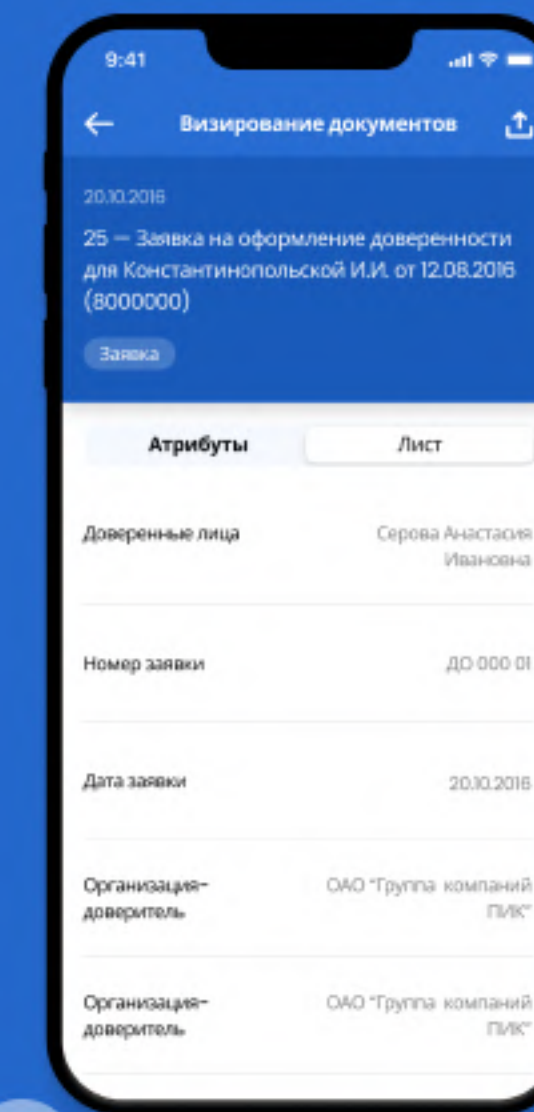 9:41
Визирование документов
20.10.2016
25 — Заявка на оформление доверенности
для Константинопольской И.И. от 12.08.2016
(8000000)
Заявка
Атрибуты
Лист
Доверенные лица
Серова Анастасия
Ивановна
Номер заявки
ДО 000 01
Дата заявки
20.10.2016
Организация-
доверитель
ОАО "Группа компаний
ПИК"
Организация-
доверитель
ОАО "Группа компаний
ПИК"